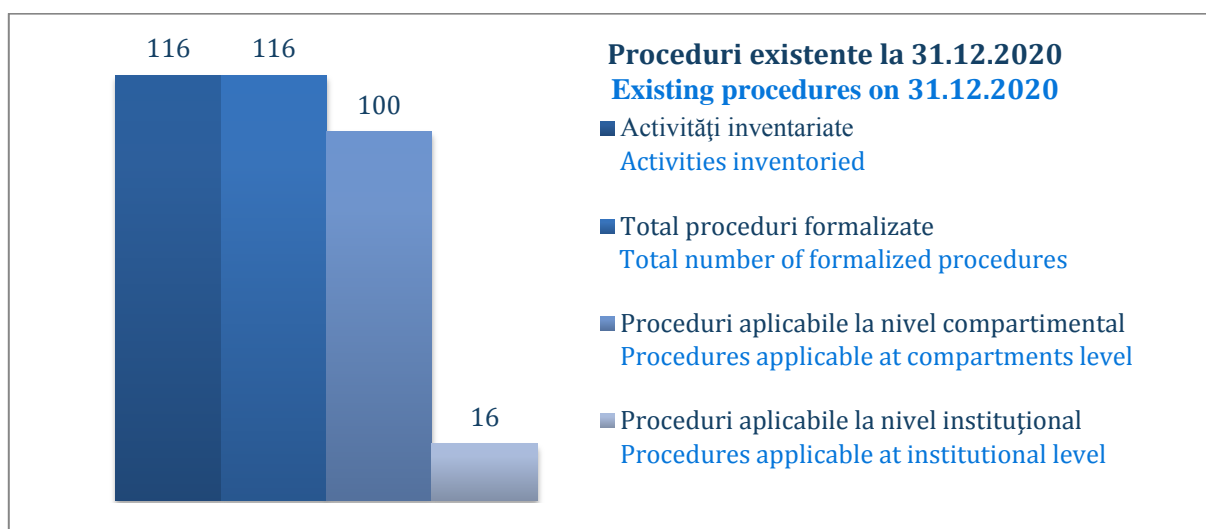 116
116
100
16
Proceduri existente la 31.12.2020
Existing procedures on 31.12.2020
Activităţi inventariate
Activities inventoried
Total proceduri formalizate
Total number of formalized procedures
Proceduri aplicabile la nivel compartimental
Procedures applicable at compartments level
Proceduri aplicabile la nivel instituţional
Procedures applicable at institutional level